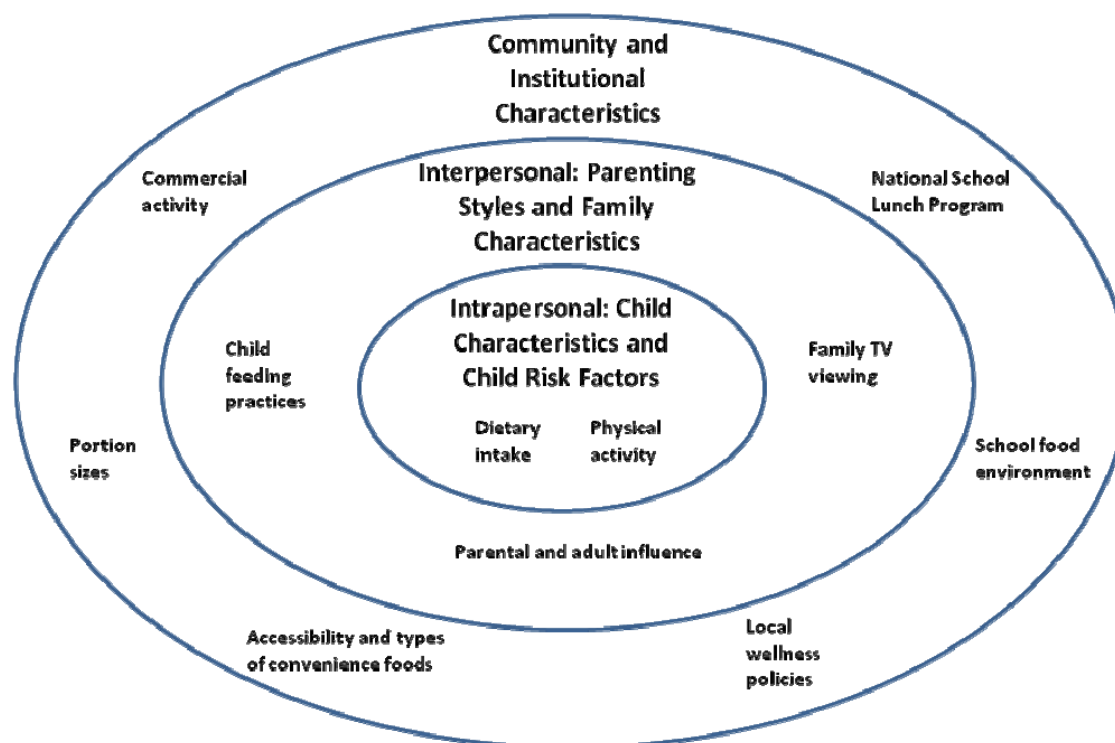 Community and
Institutional
Characteristics
Commercial
activity
National School
Lunch Program
Interpersonal: Parenting
Styles and Family
Characteristics
Intrapersonal: Child
Characteristics and
Child Risk Factors
Child
feeding
practices
Family TV
viewing
Dietary
intake
Physical
activity
Portion
sizes
School food
environment
Parental and adult influence
Accessibility and types
of convenience foods
Local
wellness
policies